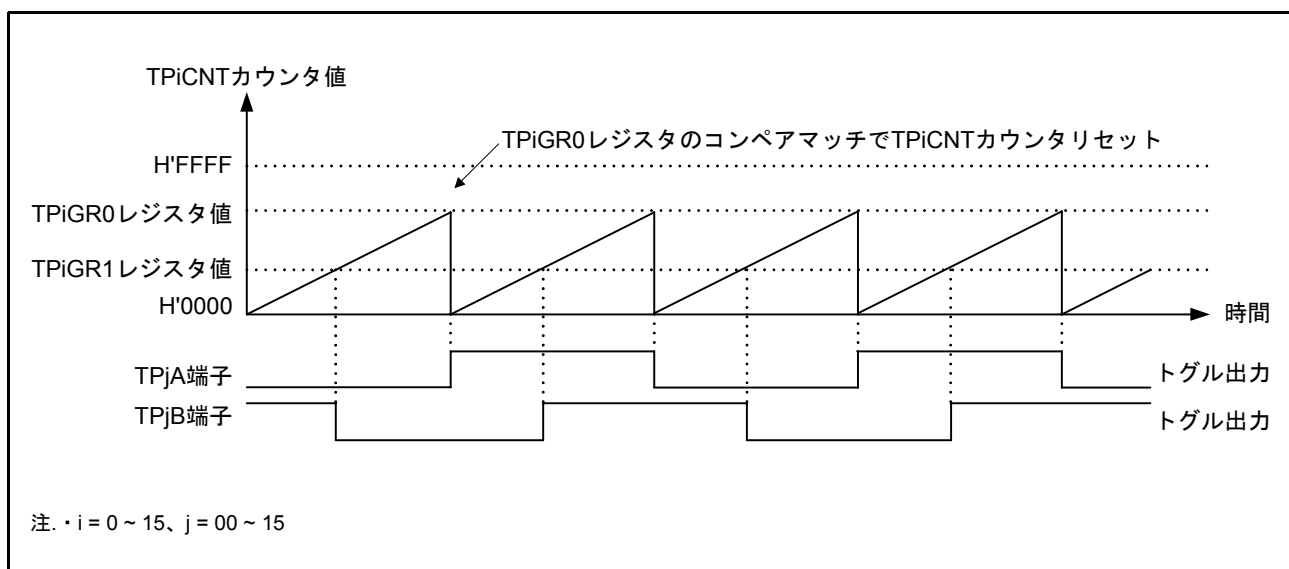 TPiCNTカウンタ値
TPiGR0レジスタのコンペアマッチでTPiCNTカウンタリセット
H'FFFF
TPiGR0レジスタ値
TPiGR1レジスタ値
H'0000
時間
TPjA端子
トグル出力
TPjB端子
トグル出力
注.・i = 0 ~ 15、j = 00 ~ 15